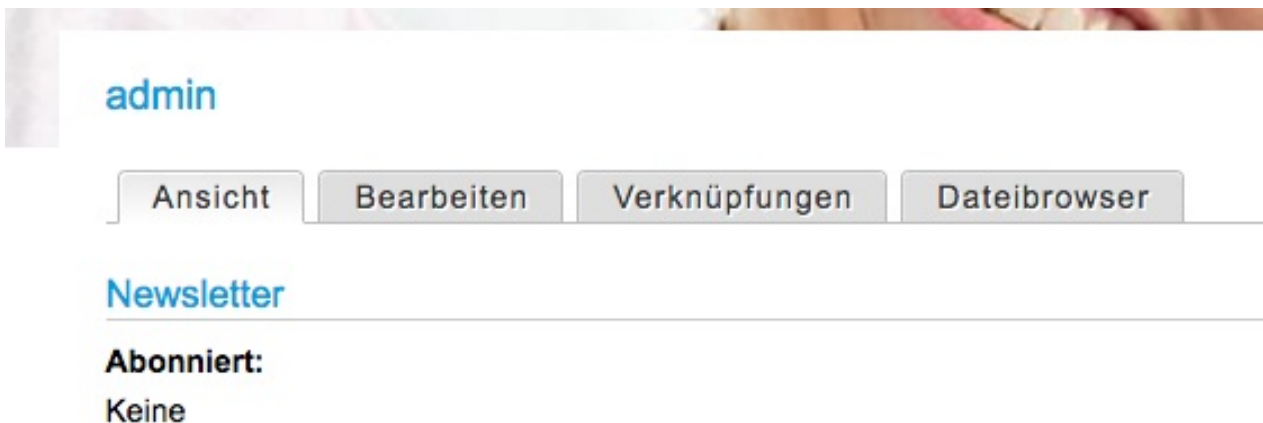 admin
Ansicht Bearbeiten Verknüpfungen Dateibrowser
Newsletter
Abonniert:
Keine